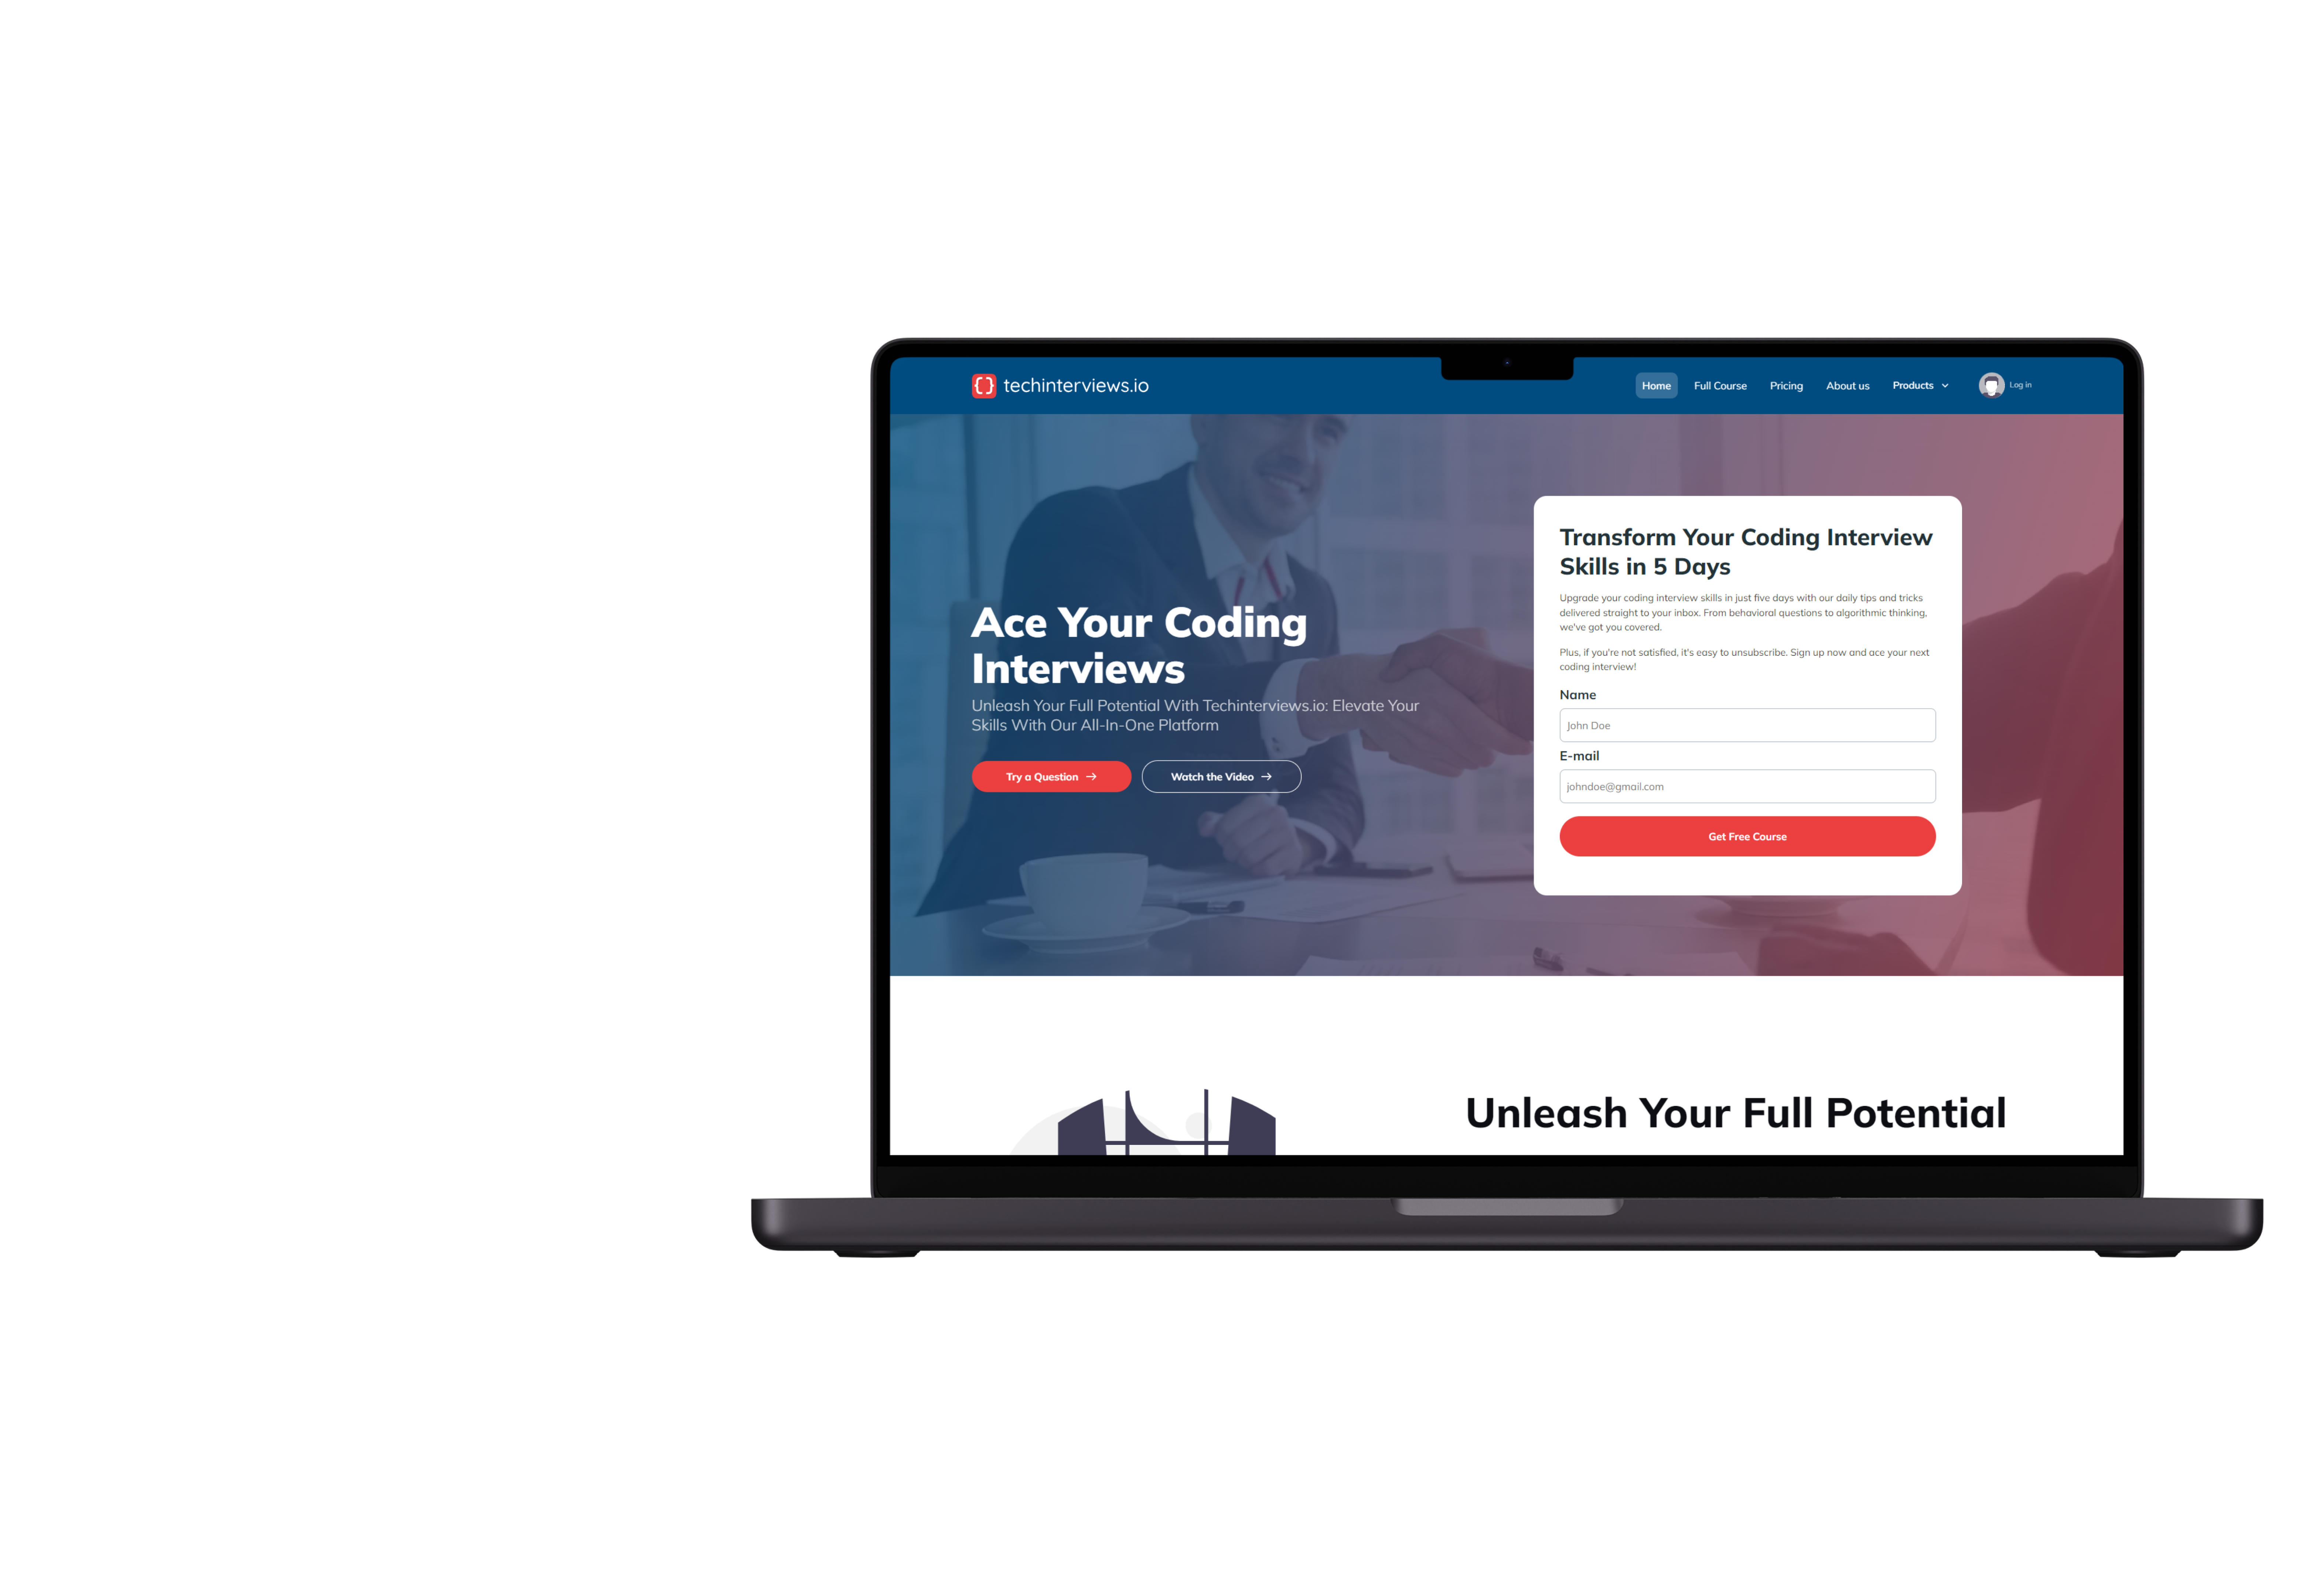 {} techinterviews.io
Home Full Course Pricing About us Products Log in
Ace Your Coding
Interviews
Unleash Your Full Potential With Techinterviews.io: Elevate Your
Skills With Our All-In-One Platform
Try a Question →
Watch the Video →
Transform Your Coding Interview
Skills in 5 Days
Upgrade your coding interview skills in just five days with our daily tips and tricks
delivered straight to your inbox. From behavioral questions to algorithmic thinking,
we've got you covered.
Plus, if you're not satisfied, it's easy to unsubscribe. Sign up now and ace your next
coding interview!
Name
John Doe
E-mail
johndoe@gmail.com
Get Free Course
Unleash Your Full Potential